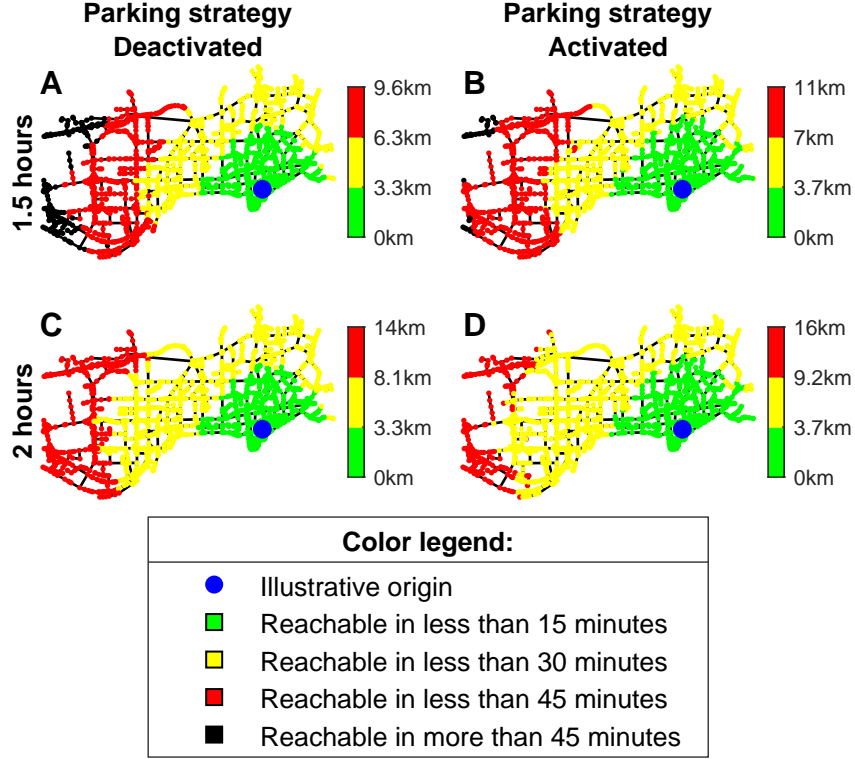 Parking strategy
Deactivated
Parking strategy
Activated
1.5 hours
A
9.6km
6.3km
3.3km
0km
B
11km
7km
3.7km
0km
2 hours
C
14km
8.1km
3.3km
0km
D
16km
9.2km
3.7km
0km
Color legend:
Illustrative origin
Reachable in less than 15 minutes
Reachable in less than 30 minutes
Reachable in less than 45 minutes
Reachable in more than 45 minutes